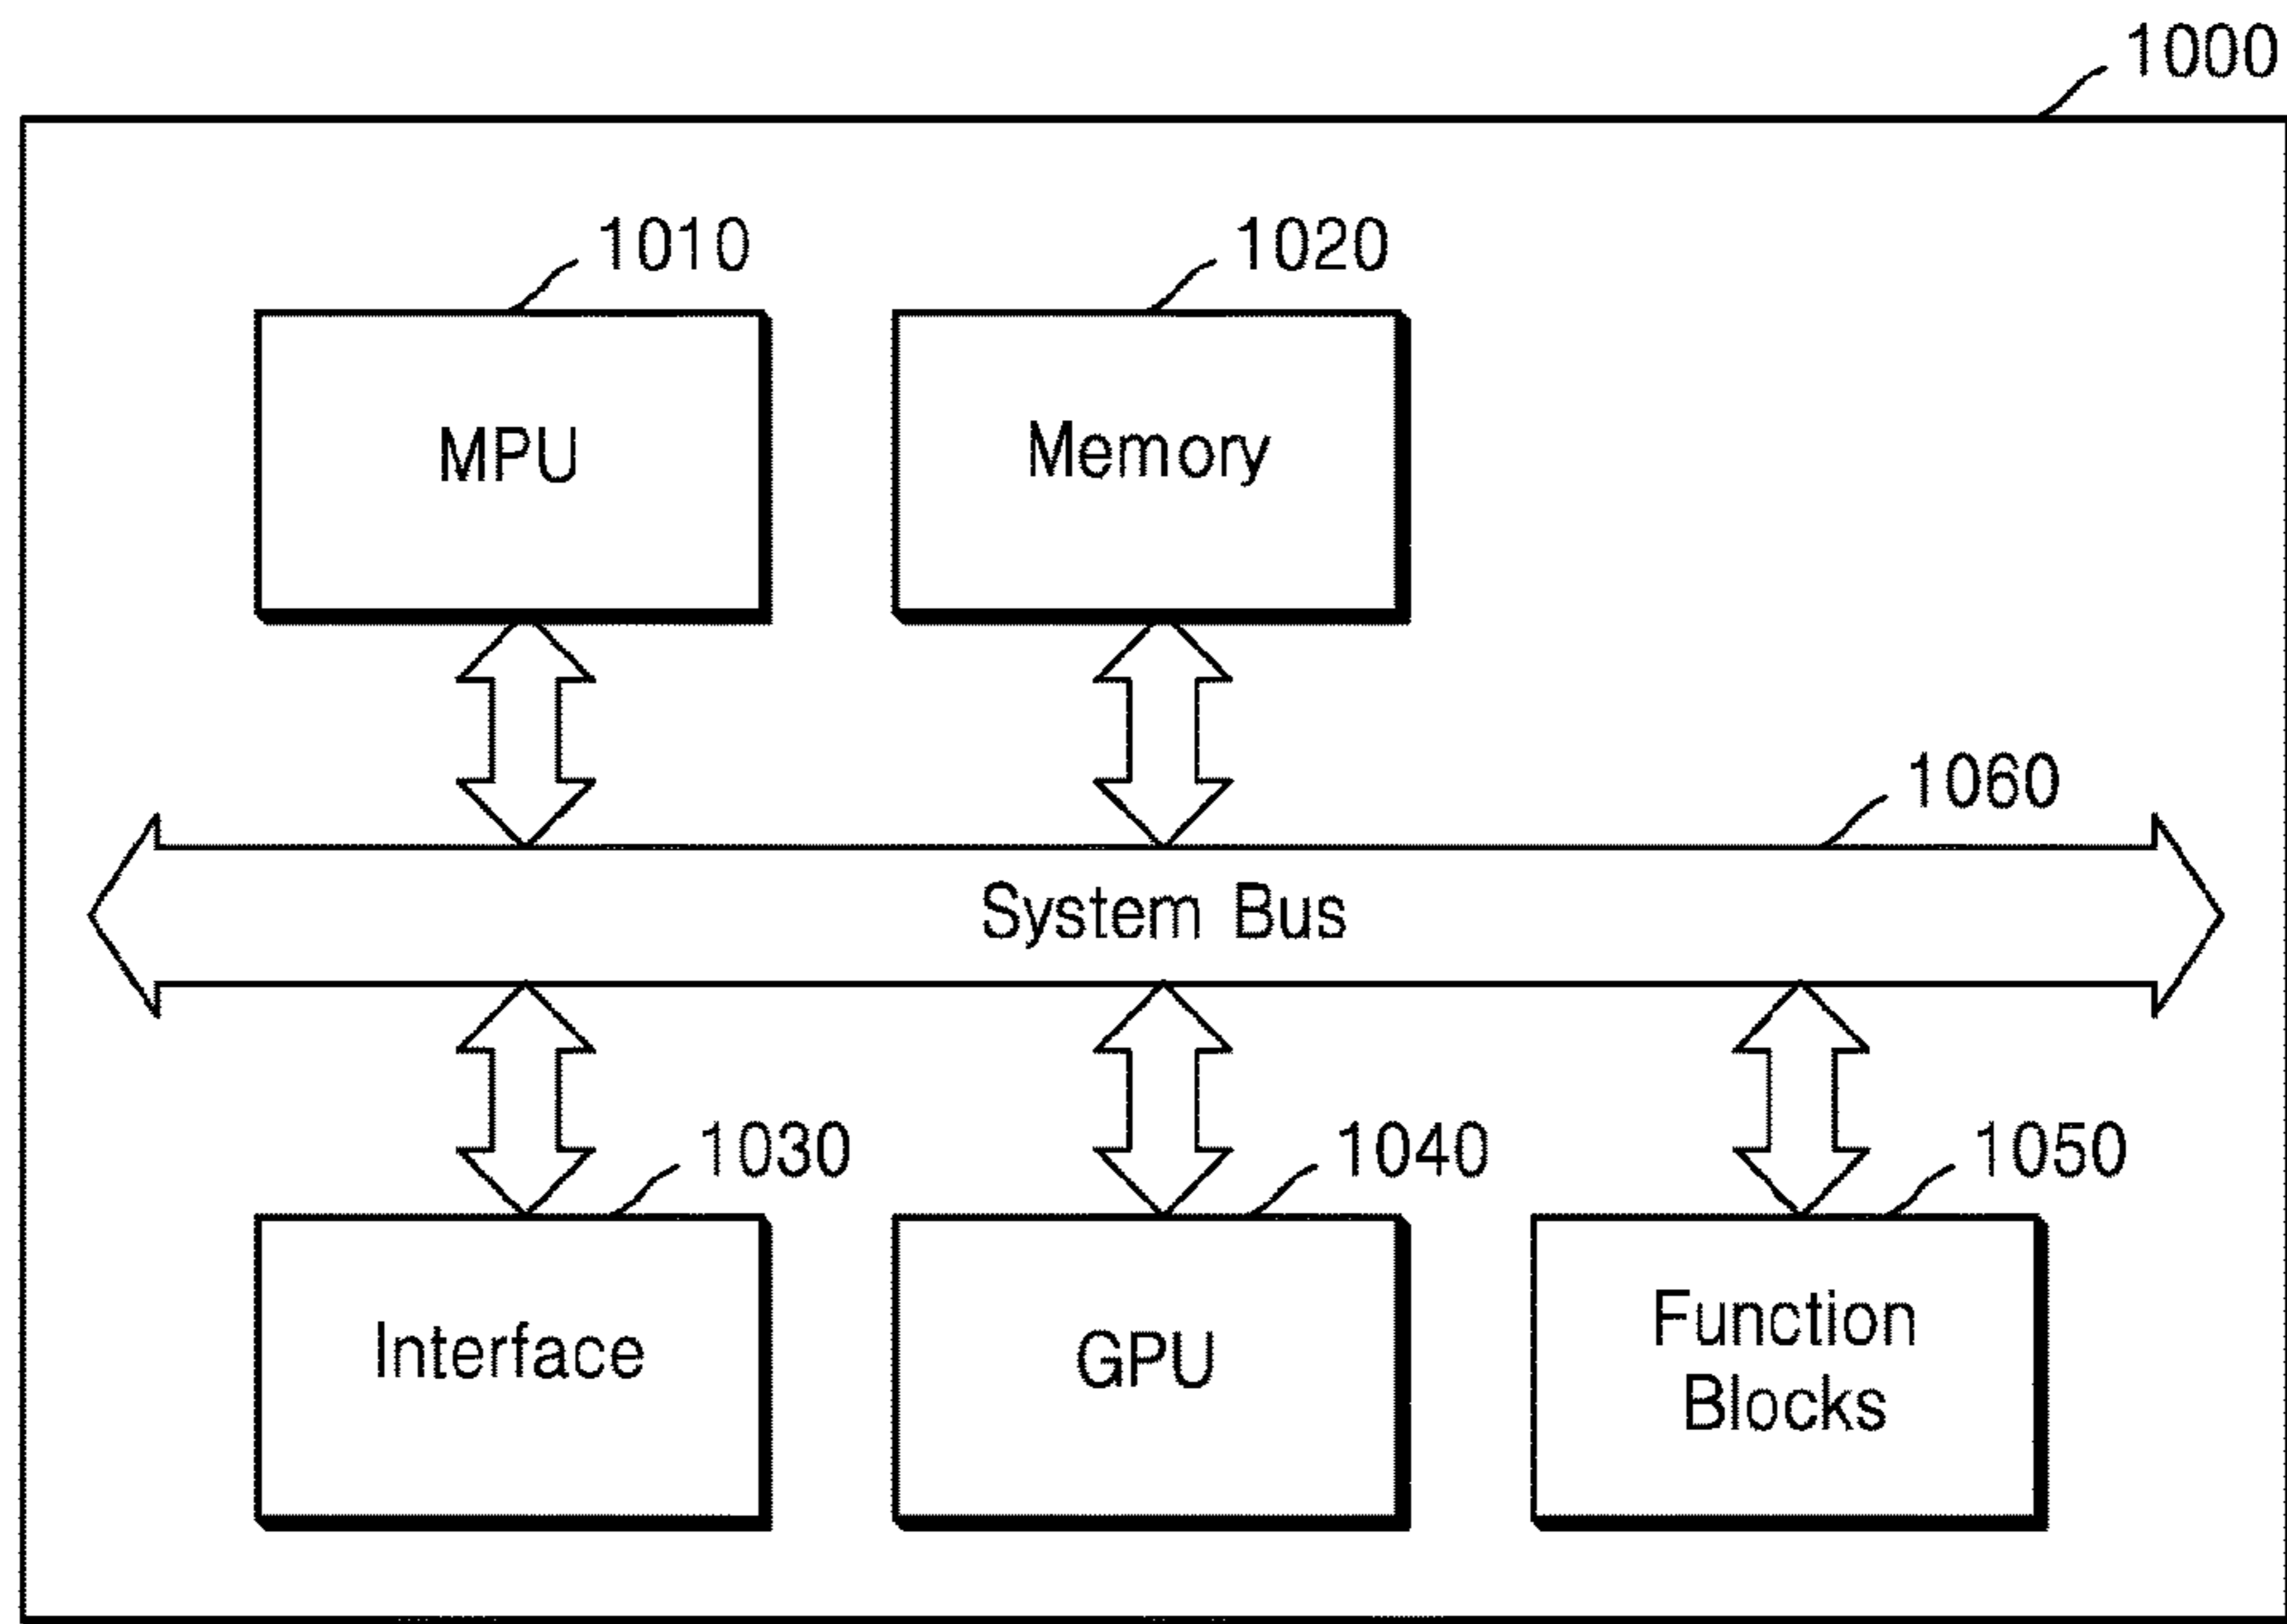 1000
1010
1020
MPU
Memory
1060
System Bus
1030
1040
1050
Interface
GPU
Function
Blocks